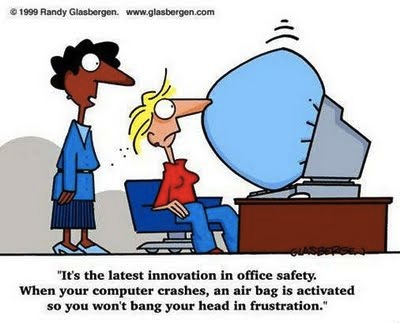 © 1999 Randy Glasbergen. www.glasbergen.com
GLASBERGEN
"It's the latest innovation in office safety.
When your computer crashes, an air bag is activated
so you won't bang your head in frustration."